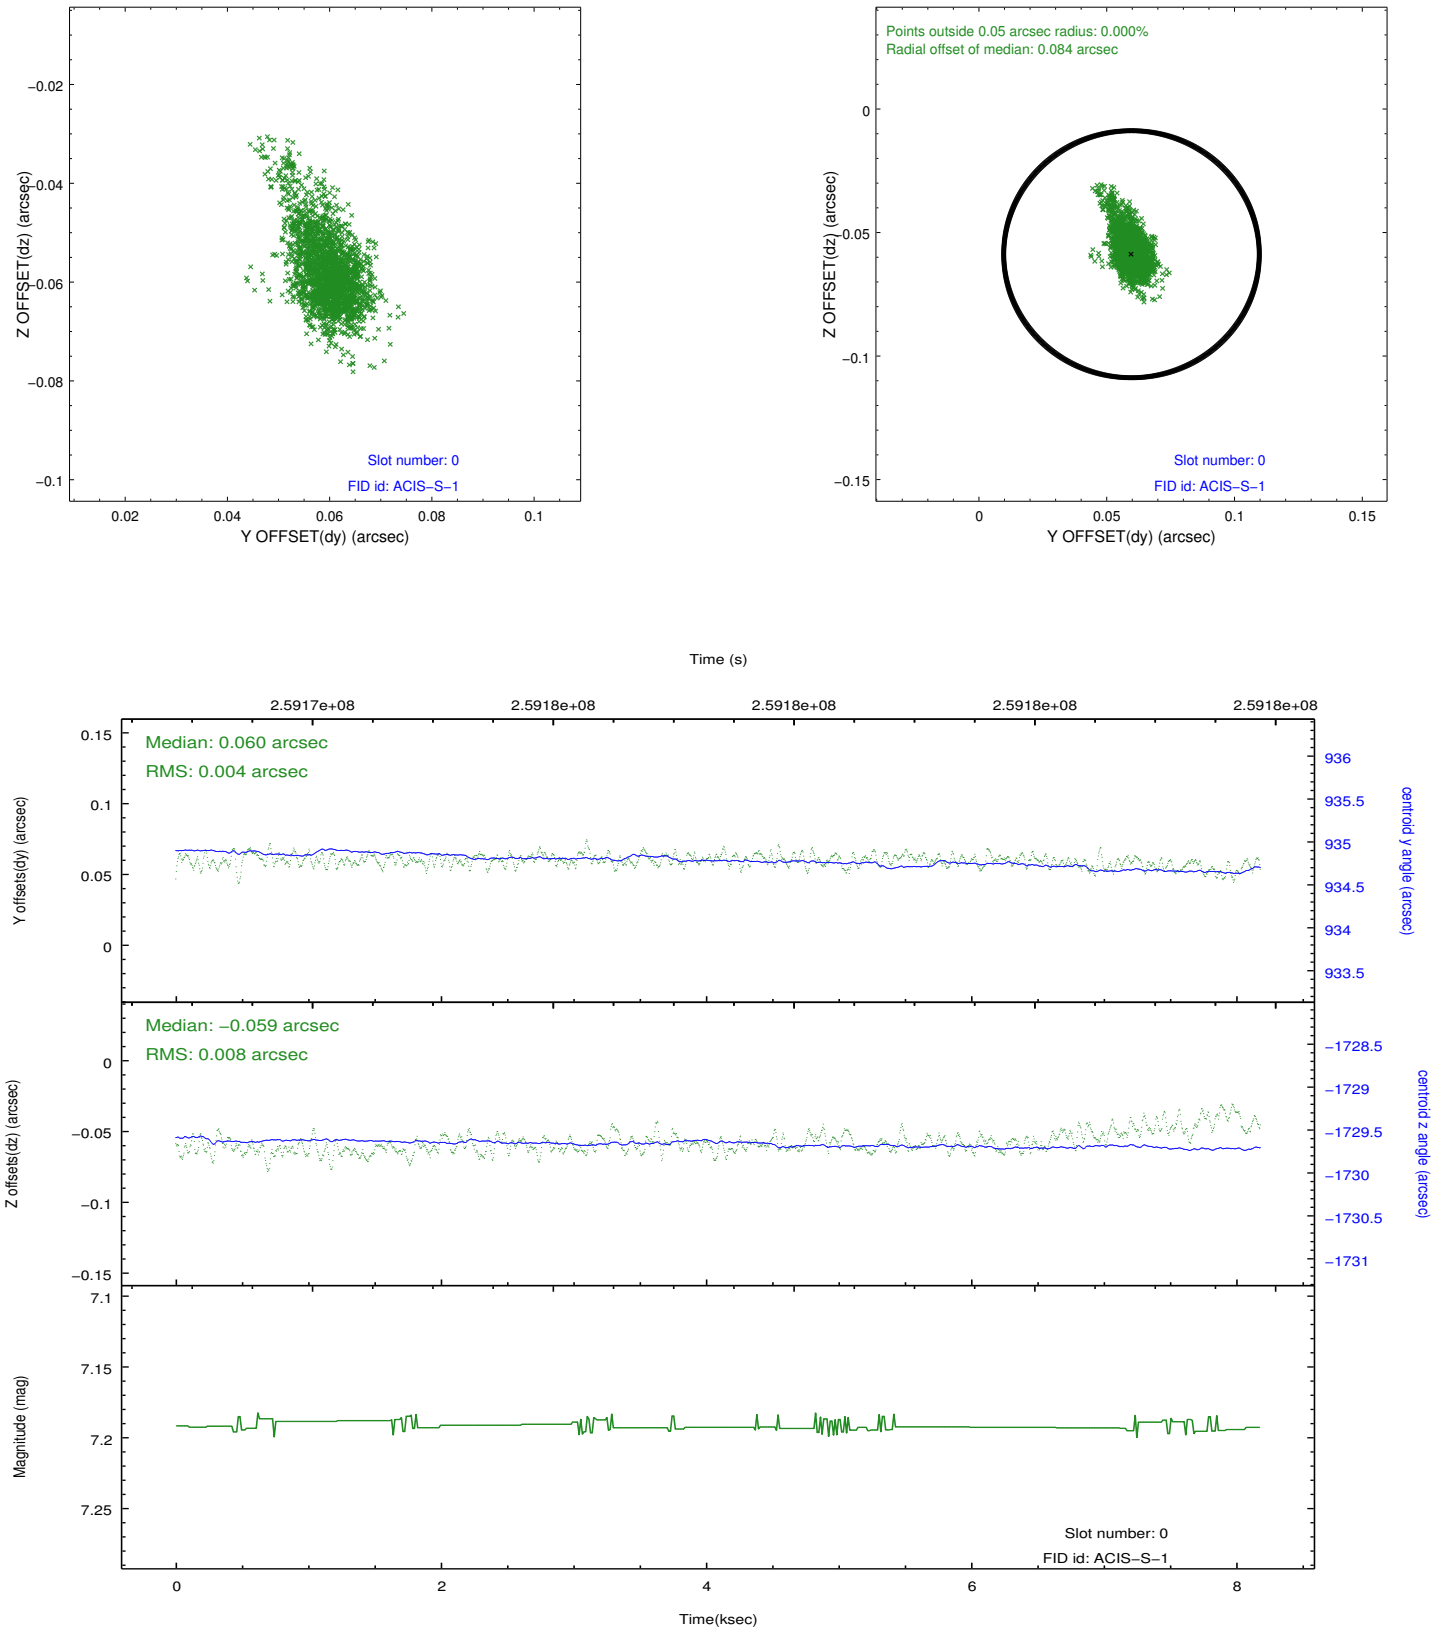 −0.02
−0.04
−0.06
−0.08
−0.1
Z OFFSET(dz) (arcsec)
Slot number: 0
FID id: ACIS−S−1
0.02
0.04
0.06
0.08
0.1
Y OFFSET(dy) (arcsec)
Points outside 0.05 arcsec radius: 0.000%
Radial offset of median: 0.084 arcsec
0
−0.05
−0.1
−0.15
Z OFFSET(dz) (arcsec)
Slot number: 0
FID id: ACIS−S−1
0
0.05
0.1
0.15
Y OFFSET(dy) (arcsec)
Time (s)
2.5917e+08
2.5918e+08
2.5918e+08
2.5918e+08
2.5918e+08
Median: 0.060 arcsec
RMS: 0.004 arcsec
0.15
0.1
0.05
0
Y offsets(dy) (arcsec)
936
935.5
935
934.5
934
933.5
centroid y angle (arcsec)
Median: −0.059 arcsec
RMS: 0.008 arcsec
0
−0.05
−0.1
−0.15
Z offsets(dz) (arcsec)
−1728.5
−1729
−1729.5
−1730
−1730.5
−1731
centroid z angle (arcsec)
7.1
7.15
7.2
7.25
Magnitude (mag)
Slot number: 0
FID id: ACIS−S−1
0
2
4
6
8
Time(ksec)